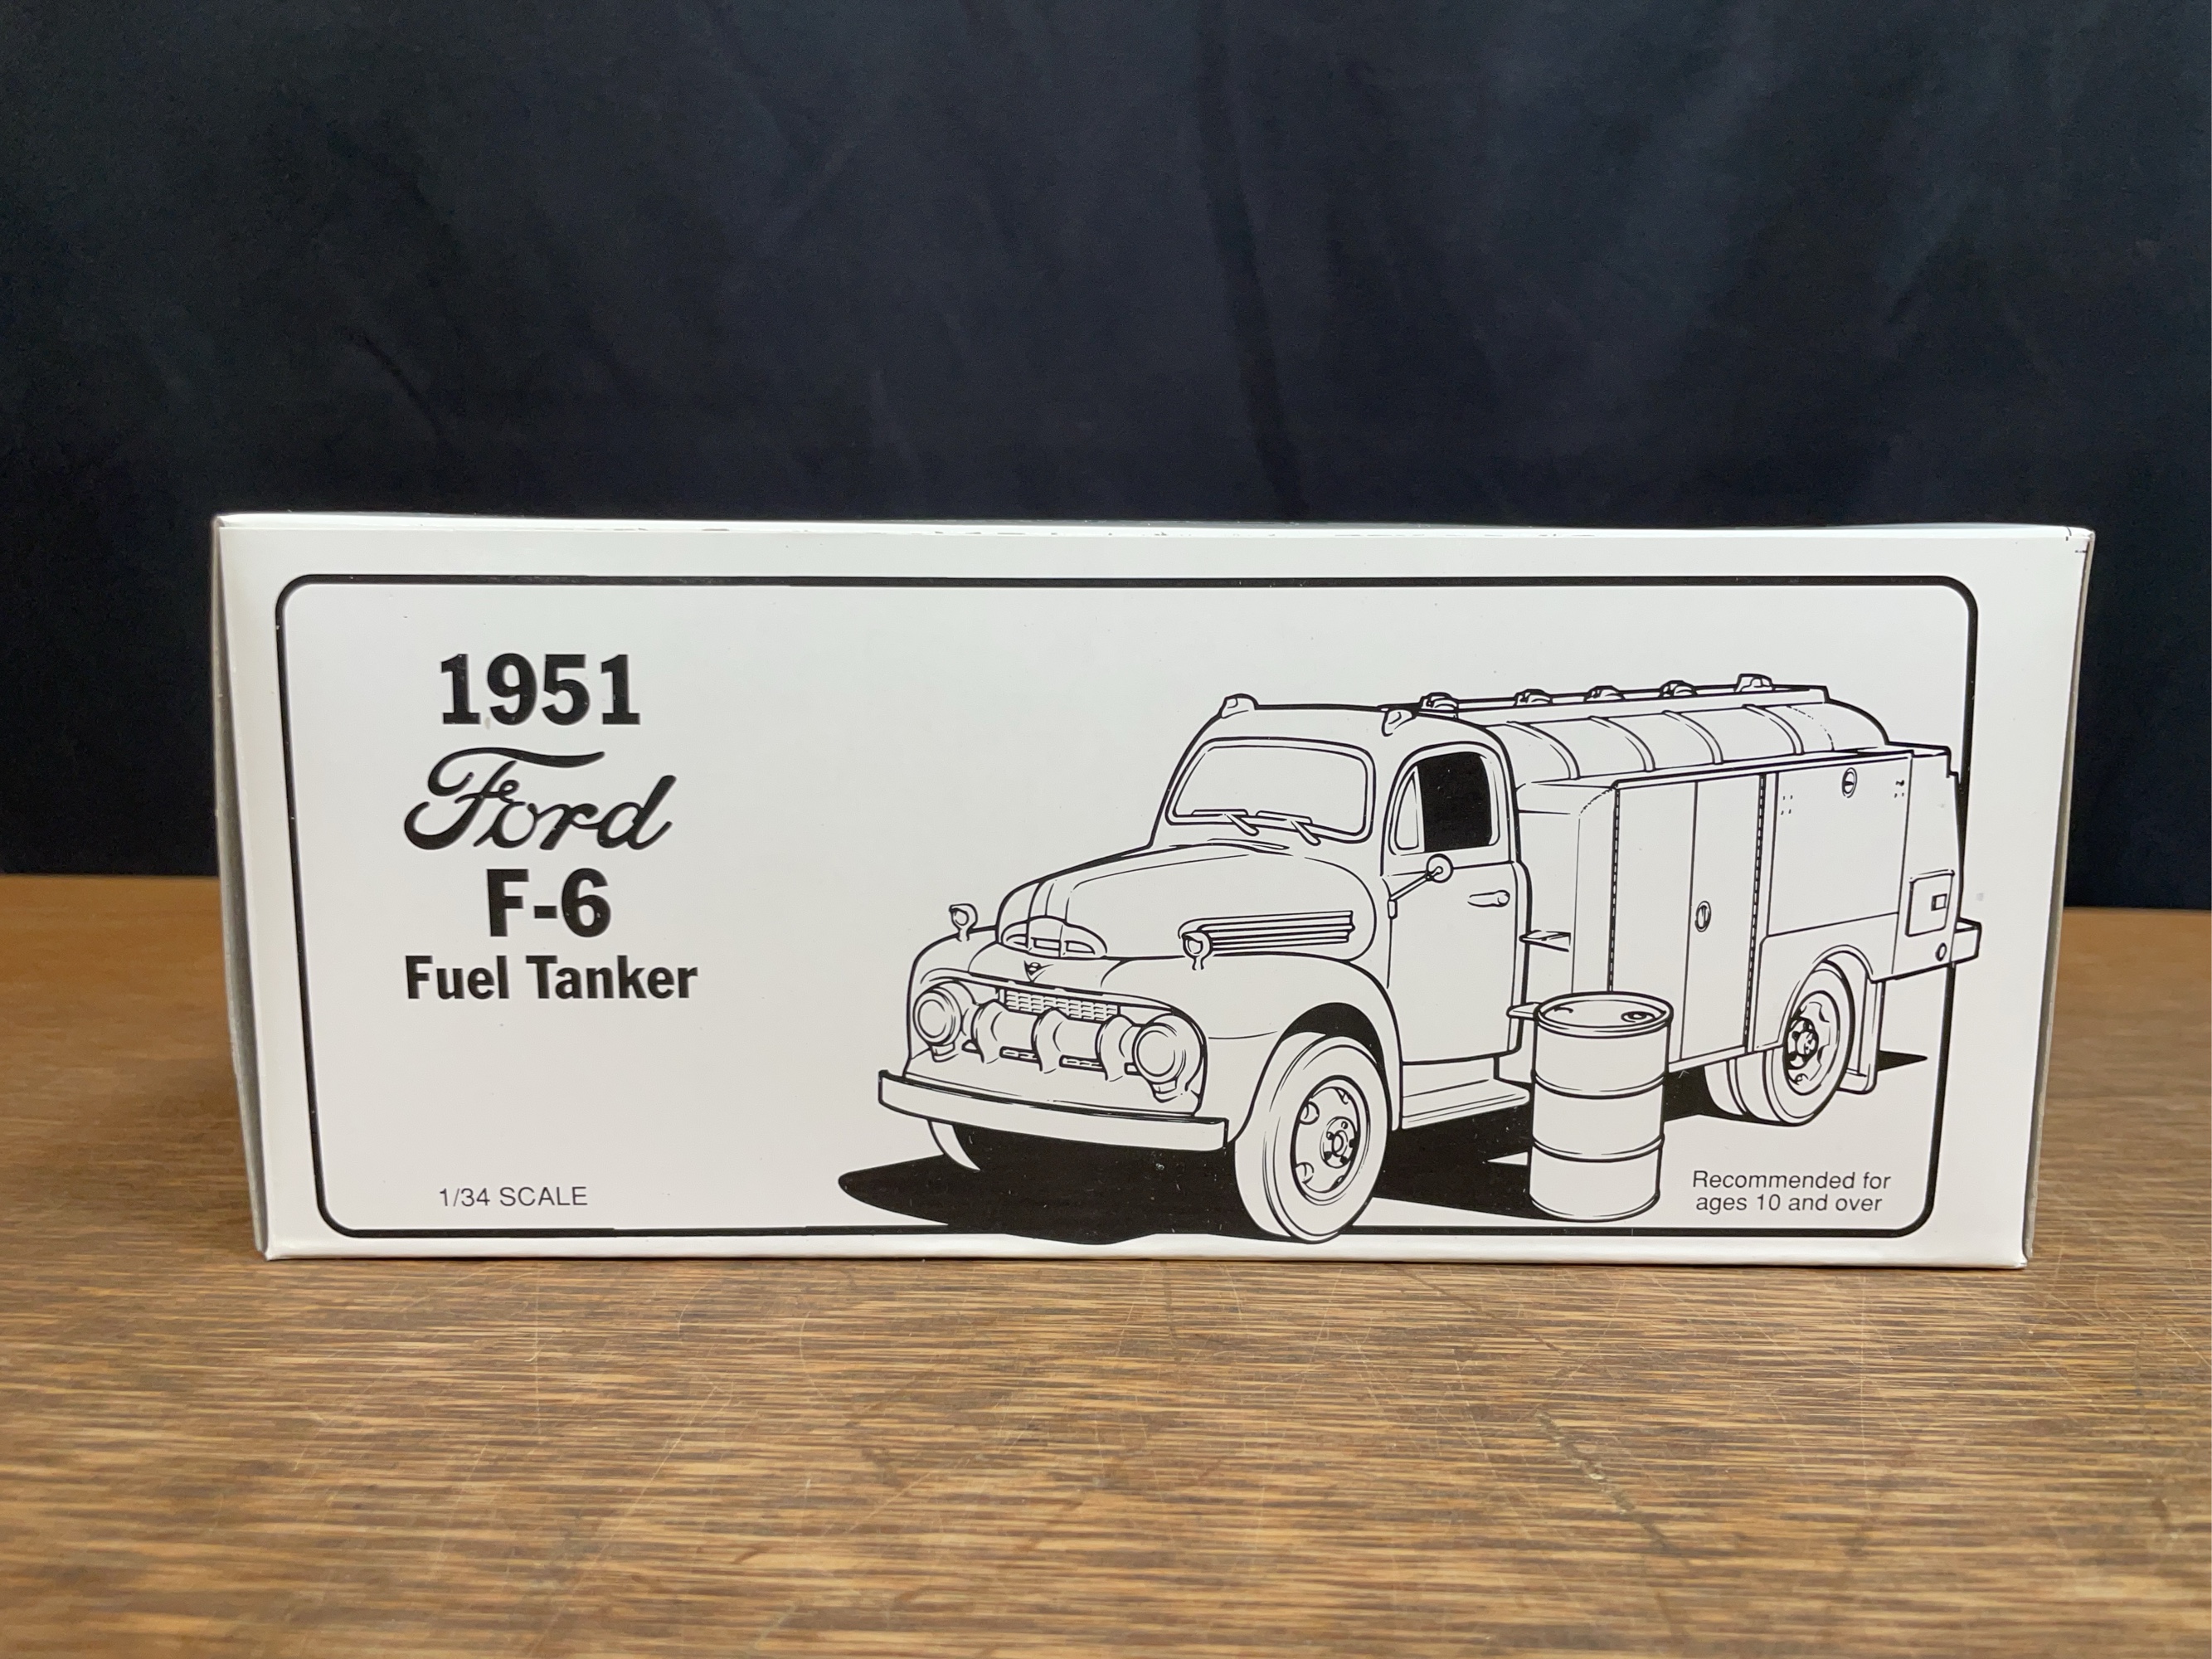 1951
Ford
F-6
Fuel Tanker
1/34 SCALE
Recommended for
ages 10 and over